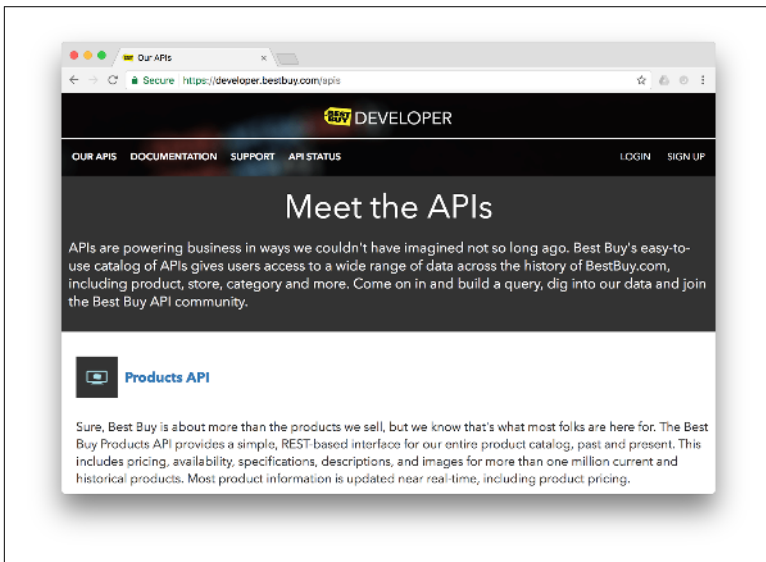 Our APIs
Secure https://developer.bestbuy.com/apis
BEST BUY DEVELOPER
OUR APIS DOCUMENTATION SUPPORT API STATUS LOGIN SIGN UP
Meet the APIs
APIs are powering business in ways we couldn't have imagined not so long ago. Best Buy's easy-to-
use catalog of APIs gives users access to a wide range of data across the history of BestBuy.com,
including product, store, category and more. Come on in and build a query, dig into our data and join
the Best Buy API community.
Products API
Sure, Best Buy is about more than the products we sell, but we know that's what most folks are here for. The Best
Buy Products API provides a simple, REST-based interface for our entire product catalog, past and present. This
includes pricing, availability, specifications, descriptions, and images for more than one million current and
historical products. Most product information is updated near real-time, including product pricing.